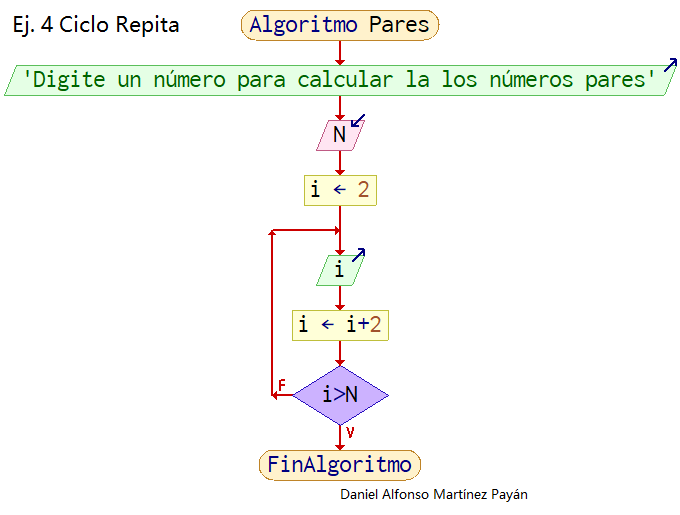 Ej. 4 Ciclo Repita
Algoritmo Pares
'Digite un número para calcular la los números pares'
N
i ← 2
i
i ← i+2
i>N
F
V
FinAlgoritmo
Daniel Alfonso Martínez Payán